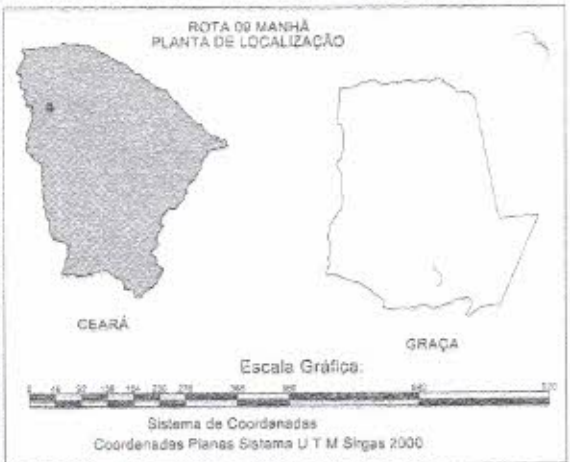 ROTA 09 MANHÃ
PLANTA DE LOCALIZAÇÃO
CEARÁ
GRAÇA
Escala Gráfica:
Sistema de Coordenadas
Coordenadas Planas Sistema U T M Sirgas 2000